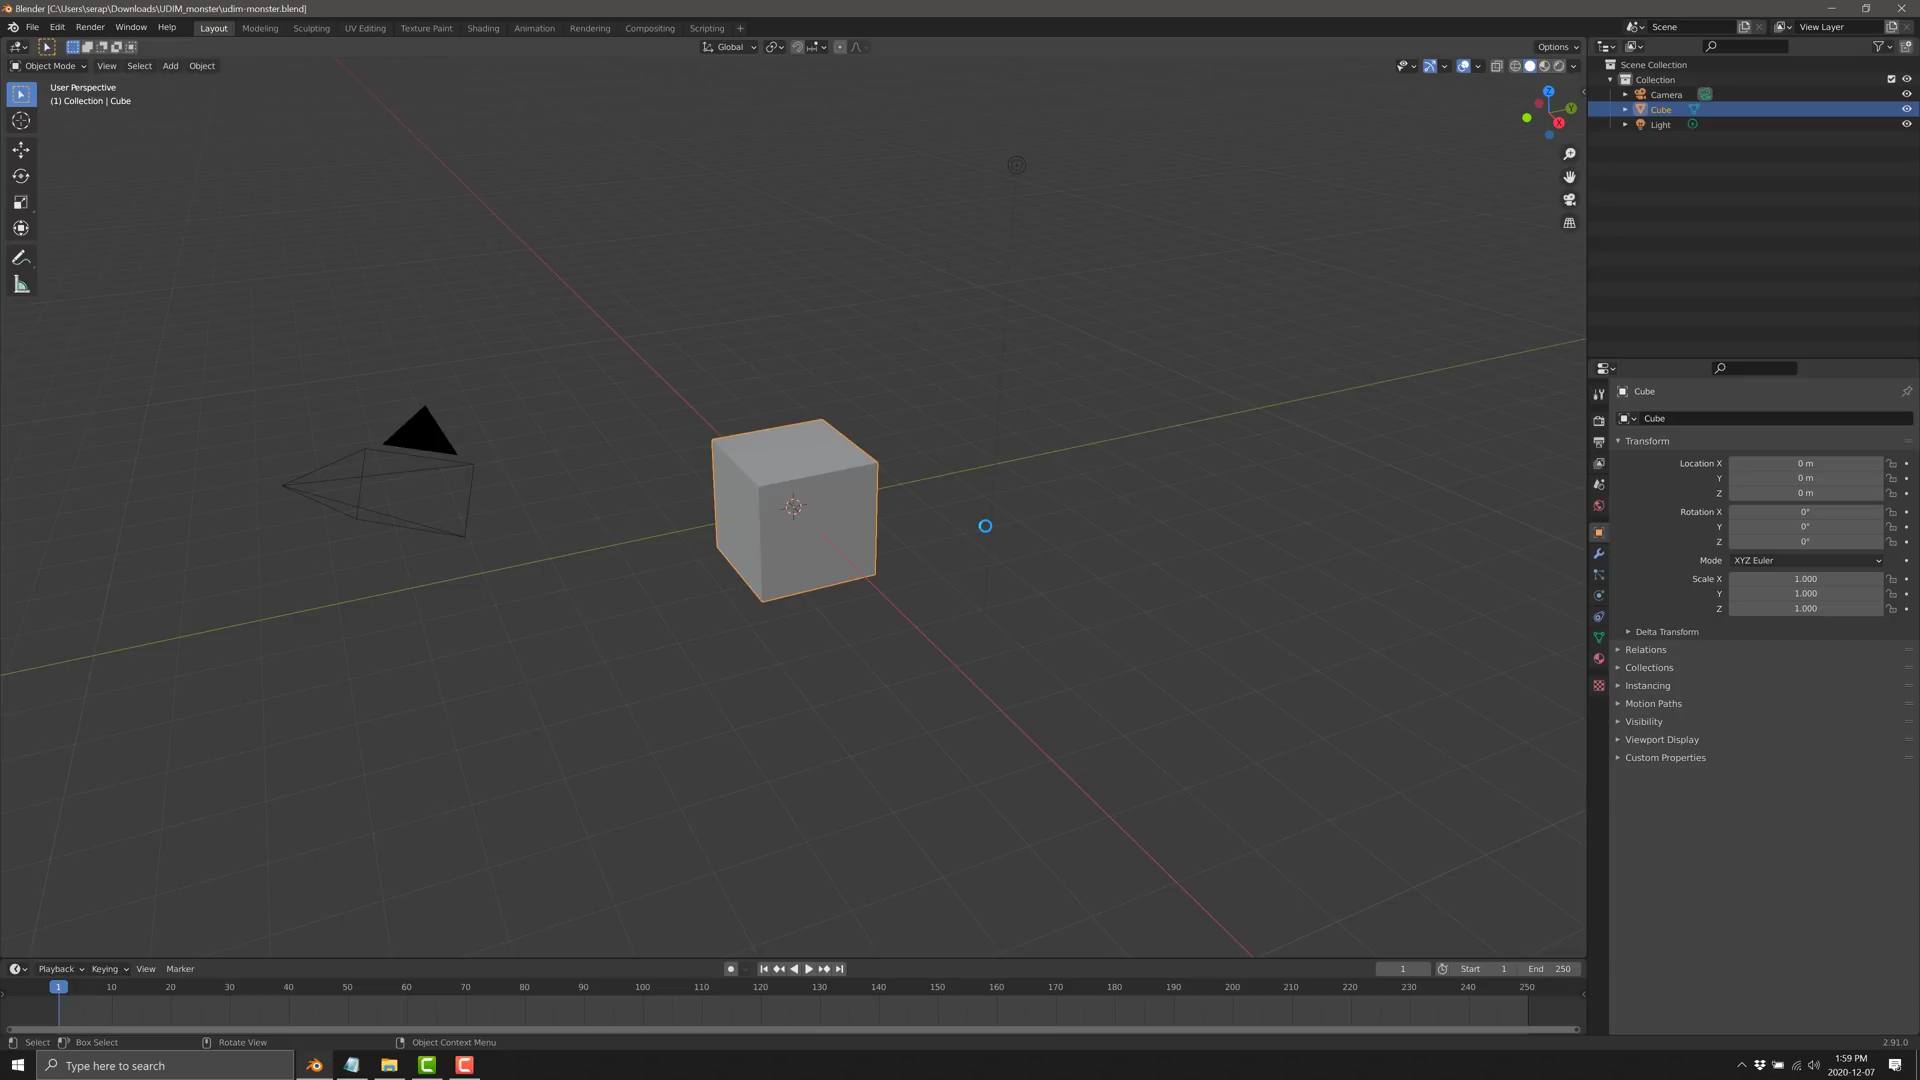 Blender [C:\Users\serap\Downloads\UDIM_monster\udim-monster.blend]
File Edit Render Window Help Layout Modeling Sculpting UV Editing Texture Paint Shading Animation Rendering Compositing Scripting + Scene View Layer
Global Options
Object Mode View Select Add Object
User Perspective
(1) Collection | Cube
Z
Y
X
Scene Collection
Collection
Camera
Cube
Light
Cube
Cube
Transform
Location X 0 m
Y 0 m
Z 0 m
Rotation X 0°
Y 0°
Z 0°
Mode XYZ Euler
Scale X 1.000
Y 1.000
Z 1.000
Delta Transform
Relations
Collections
Instancing
Motion Paths
Visibility
Viewport Display
Custom Properties
Playback Keying View Marker 1 Start 1 End 250
1 10 20 30 40 50 60 70 80 90 100 110 120 130 140 150 160 170 180 190 200 210 220 230 240 250
Select Box Select Rotate View Object Context Menu 2.91.0
Type here to search
1:59 PM
2020-12-07